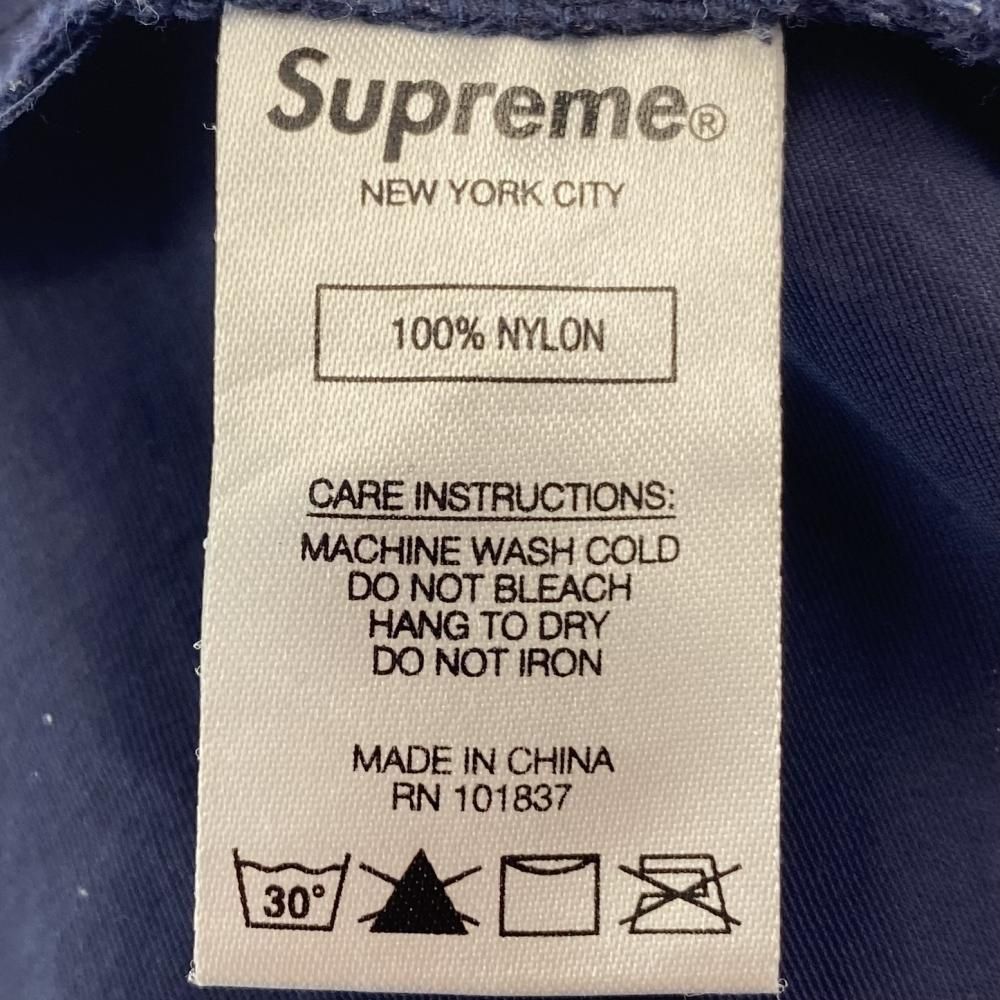 Supreme®
NEW YORK CITY
100% NYLON
CARE INSTRUCTIONS:
MACHINE WASH COLD
DO NOT BLEACH
HANG TO DRY
DO NOT IRON
MADE IN CHINA
RN 101837
30°